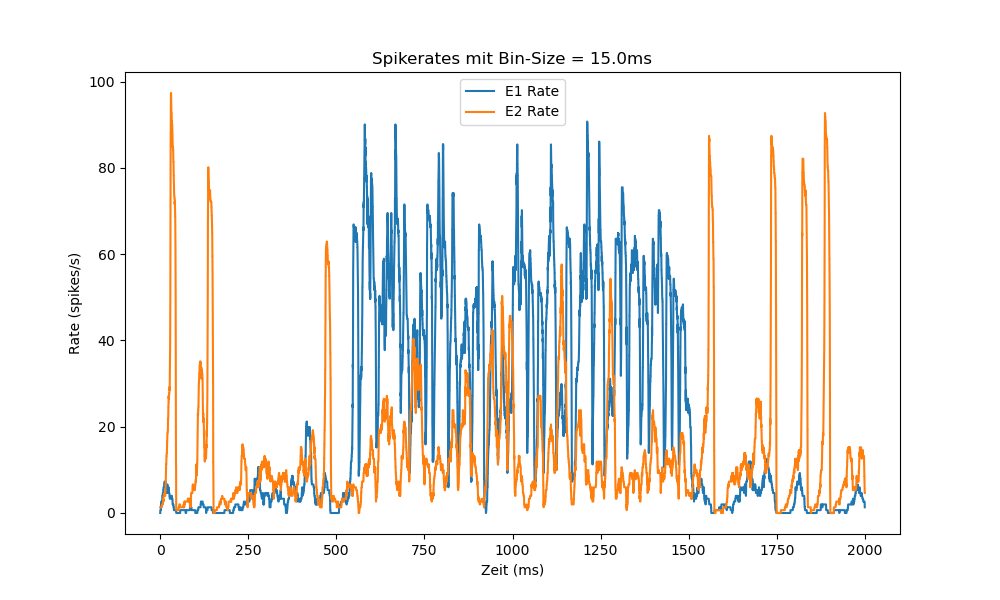 Spikerates mit Bin-Size = 15.0ms
E1 Rate
E2 Rate
100
80
60
40
20
0
Rate (spikes/s)
0 250 500 750 1000 1250 1500 1750 2000
Zeit (ms)